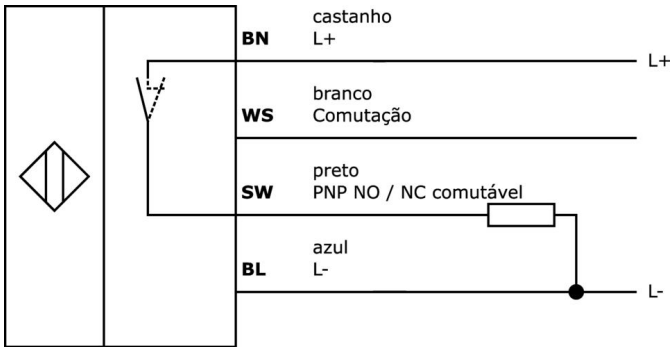 castanho
BN L+
L+
branco
WS Comutação
preto
SW PNP NO / NC comutável
azul
BL L-
L-